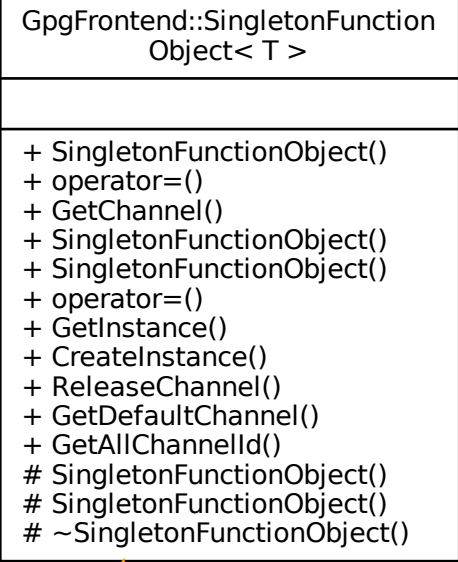 GpgFrontend::SingletonFunction
Object< T >
+ SingletonFunctionObject()
+ operator=()
+ GetChannel()
+ SingletonFunctionObject()
+ SingletonFunctionObject()
+ operator=()
+ GetInstance()
+ CreateInstance()
+ ReleaseChannel()
+ GetDefaultChannel()
+ GetAllChannelId()
# SingletonFunctionObject()
# SingletonFunctionObject()
# ~SingletonFunctionObject()